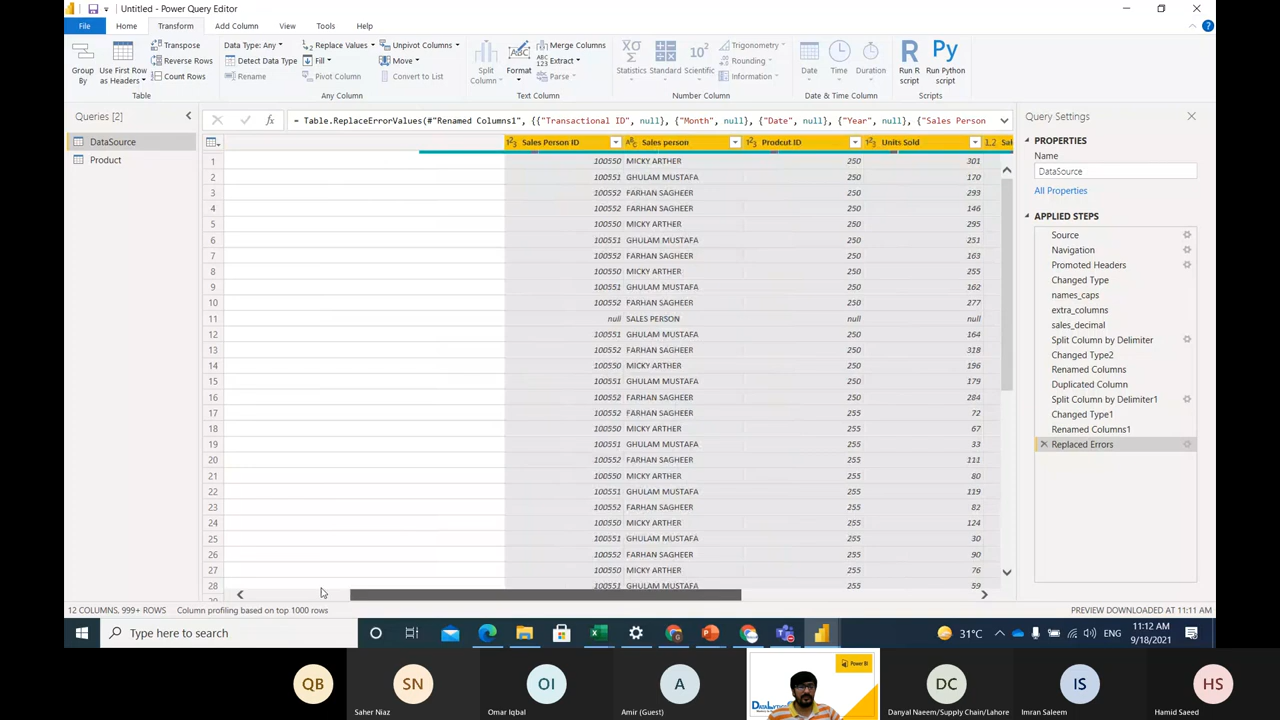 Untitled - Power Query Editor
File Home Transform Add Column View Tools Help
Group By
Use First Row as Headers
Transpose
Reverse Rows
Count Rows
Table
Data Type: Any
Detect Data Type
Rename
Replace Values
Fill
Pivot Column
Unpivot Columns
Move
Convert to List
Any Column
Split Column
Format
Merge Columns
Extract
Parse
Text Column
Statistics
Standard
Scientific
Trigonometry
Rounding
Information
Number Column
Date
Time
Duration
Date & Time Column
Run R script
Run Python script
Scripts
Queries [2]
DataSource
Product
= Table.ReplaceErrorValues(#"Renamed Columns1", {{"Transactional ID", null}, {"Month", null}, {"Date", null}, {"Year", null}, {"Sales Person
Sales Person ID Sales person Prodcut ID Units Sold 1.2 Sal
1 100550 MICKY ARTHER 250 301
2 100551 GHULAM MUSTAFA 250 170
3 100552 FARHAN SAGHEER 250 293
4 100552 FARHAN SAGHEER 250 146
5 100550 MICKY ARTHER 250 295
6 100551 GHULAM MUSTAFA 250 251
7 100552 FARHAN SAGHEER 250 163
8 100550 MICKY ARTHER 250 255
9 100551 GHULAM MUSTAFA 250 162
10 100552 FARHAN SAGHEER 250 277
11 null SALES PERSON null null
12 100551 GHULAM MUSTAFA 250 164
13 100552 FARHAN SAGHEER 250 318
14 100550 MICKY ARTHER 250 196
15 100551 GHULAM MUSTAFA 250 179
16 100552 FARHAN SAGHEER 250 284
17 100552 FARHAN SAGHEER 255 72
18 100550 MICKY ARTHER 255 67
19 100551 GHULAM MUSTAFA 255 33
20 100552 FARHAN SAGHEER 255 111
21 100550 MICKY ARTHER 255 80
22 100551 GHULAM MUSTAFA 255 119
23 100552 FARHAN SAGHEER 255 82
24 100550 MICKY ARTHER 255 124
25 100551 GHULAM MUSTAFA 255 30
26 100552 FARHAN SAGHEER 255 90
27 100550 MICKY ARTHER 255 76
28 100551 GHULAM MUSTAFA 255 59
Query Settings
PROPERTIES
Name
DataSource
All Properties
APPLIED STEPS
Source
Navigation
Promoted Headers
Changed Type
names_caps
extra_columns
sales_decimal
Split Column by Delimiter
Changed Type2
Renamed Columns
Duplicated Column
Split Column by Delimiter1
Changed Type1
Renamed Columns1
Replaced Errors
12 COLUMNS, 999+ ROWS Column profiling based on top 1000 rows
PREVIEW DOWNLOADED AT 11:11 AM
Type here to search
31°C
ENG
11:12 AM
9/18/2021
QB SN OI A DC IS HS
Power BI
Saher Niaz Omar Iqbal Amir (Guest) Danyal Naeem/Supply Chain/Lahore Imran Saleem Hamid Saeed